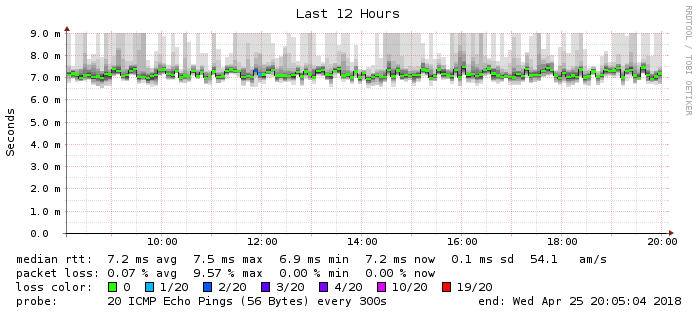 Last 12 Hours
RRDTOOL / TOBI OETIKER
Seconds
9.0 m
8.0 m
7.0 m
6.0 m
5.0 m
4.0 m
3.0 m
2.0 m
1.0 m
0.0
10:00 12:00 14:00 16:00 18:00 20:00
median rtt: 7.2 ms avg 7.5 ms max 6.9 ms min 7.2 ms now 0.1 ms sd 54.1 am/s
packet loss: 0.07 % avg 9.57 % max 0.00 % min 0.00 % now
loss color: 0 1/20 2/20 3/20 4/20 10/20 19/20
probe: 20 ICMP Echo Pings (56 Bytes) every 300s end: Wed Apr 25 20:05:04 2018